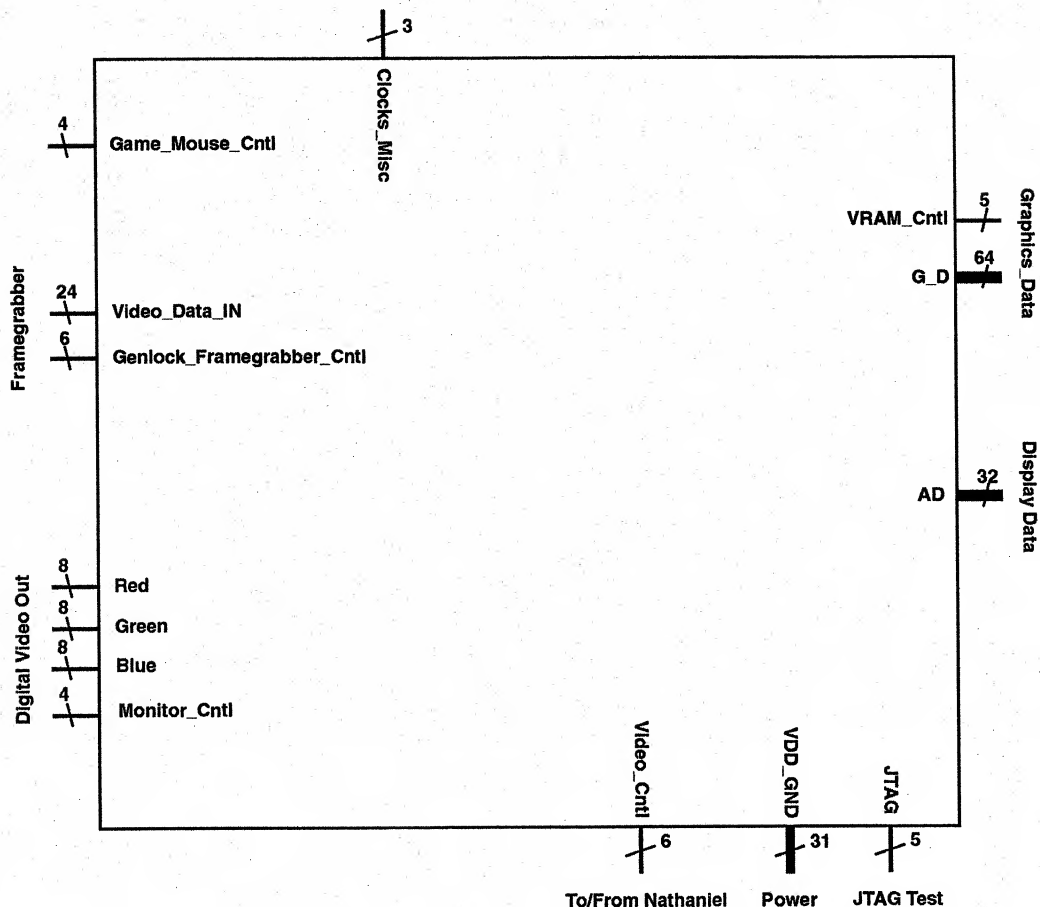 3
Clocks_Misc
4
Game_Mouse_Cntl
Framegrabber
24
Video_Data_IN
6
Genlock_Framegrabber_Cntl
Digital Video Out
8
Red
8
Green
8
Blue
4
Monitor_Cntl
VRAM_Cntl
5
G_D
64
Graphics_Data
AD
32
Display Data
Video_Cntl
6
To/From Nathaniel
VDD_GND
31
Power
JTAG
5
JTAG Test